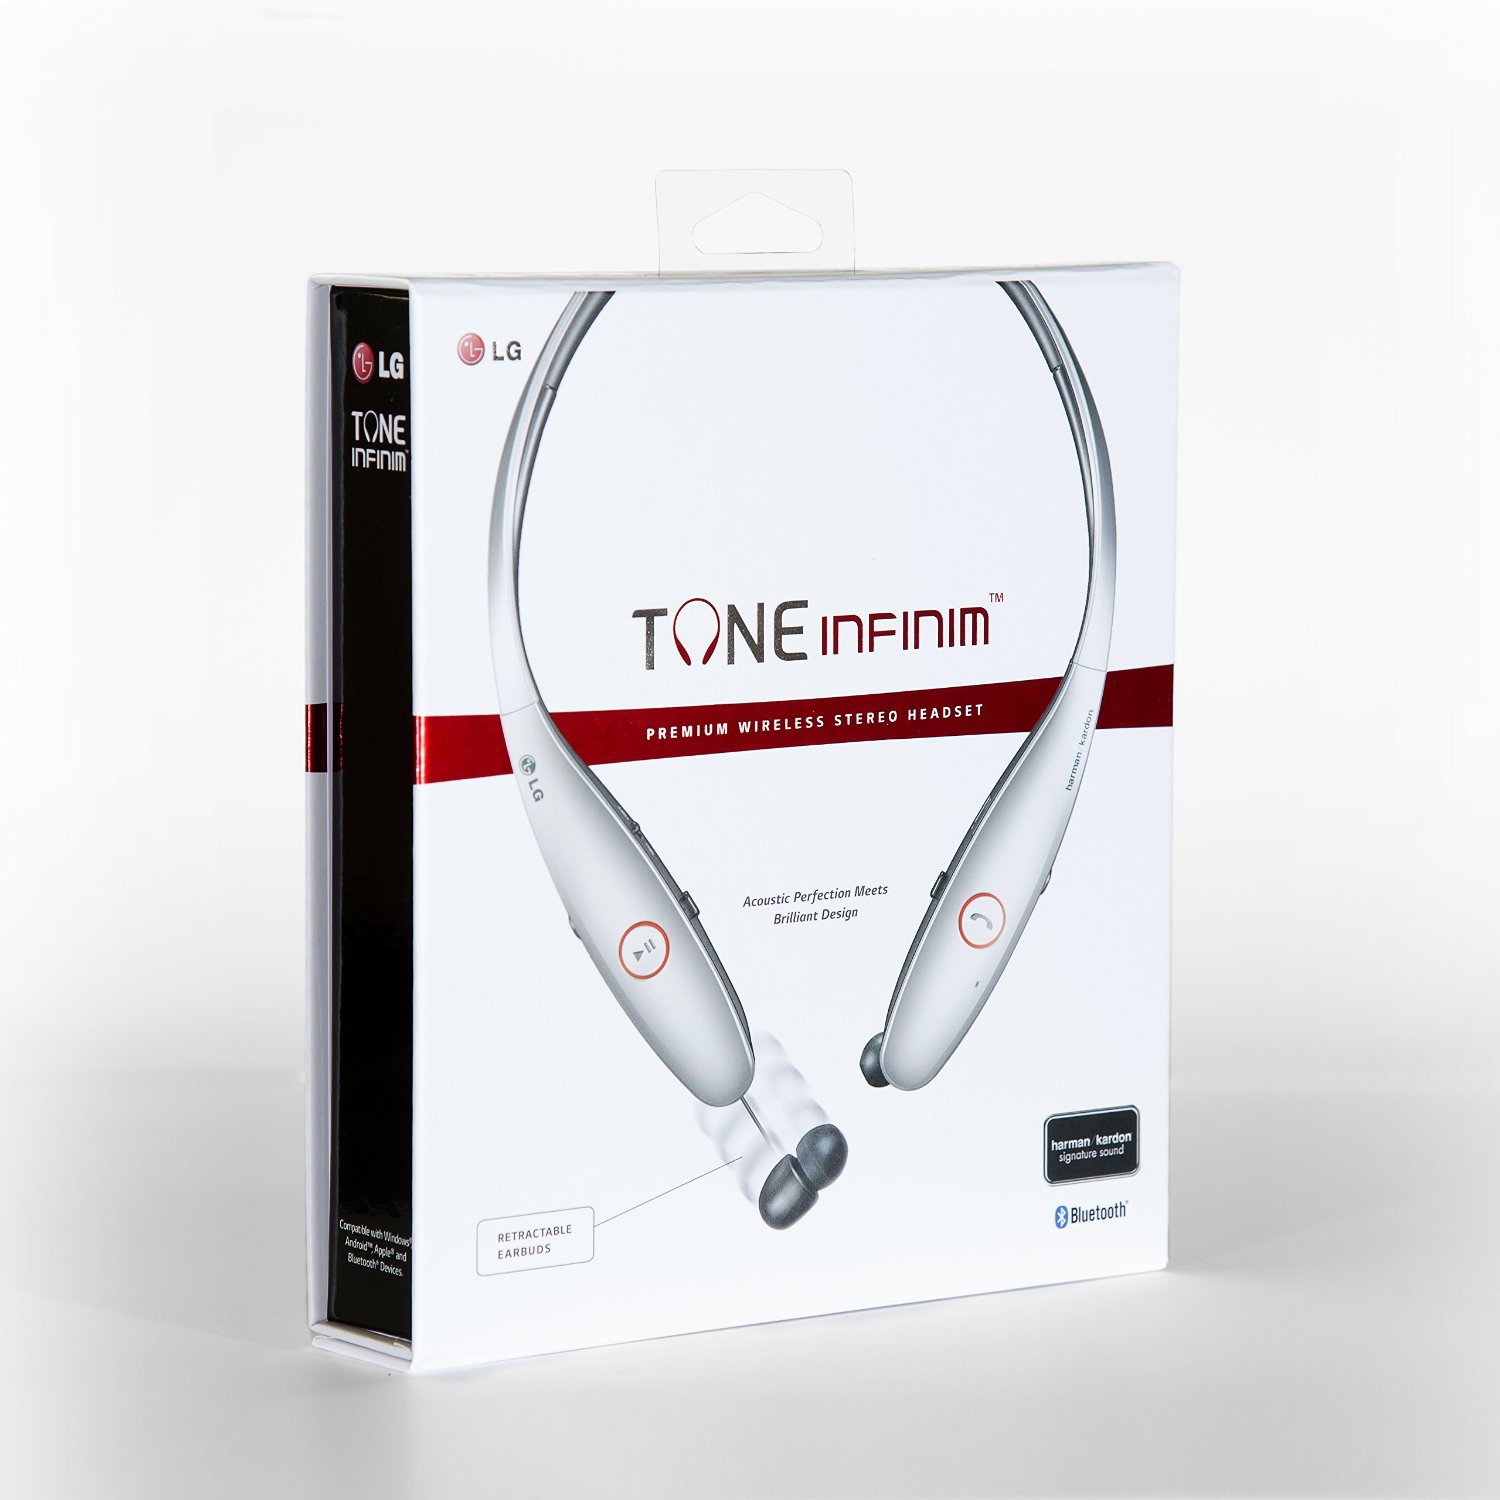 LG
TONE
INFINIM™
Compatible with Windows®,
Android™, Apple® and
Bluetooth® Devices.
LG
TONE INFINIM™
PREMIUM WIRELESS STEREO HEADSET
LG
harman/kardon
Acoustic Perfection Meets
Brilliant Design
RETRACTABLE
EARBUDS
harman/kardon
signature sound
Bluetooth®